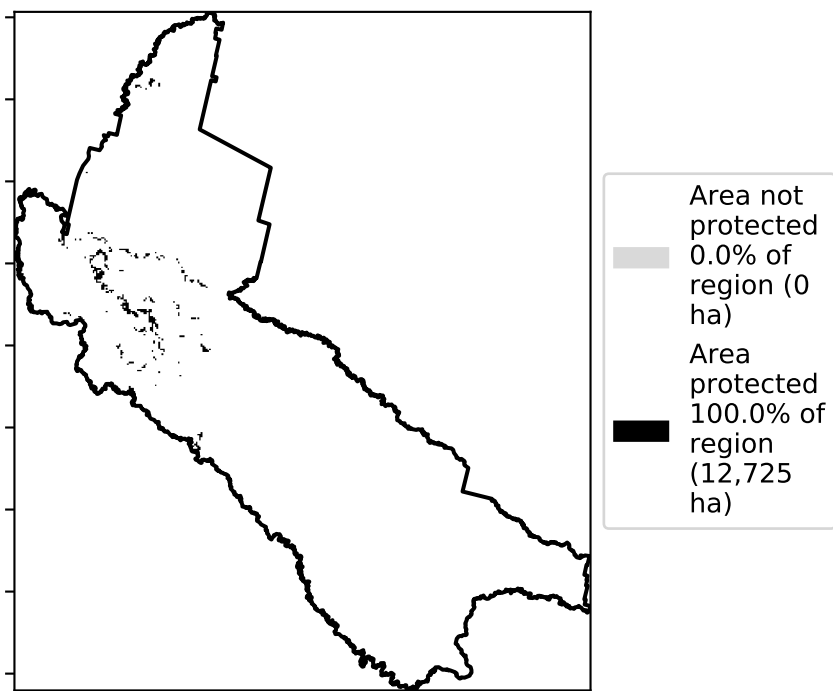 Area not
protected
0.0% of
region (0
ha)
Area
protected
100.0% of
region
(12,725
ha)